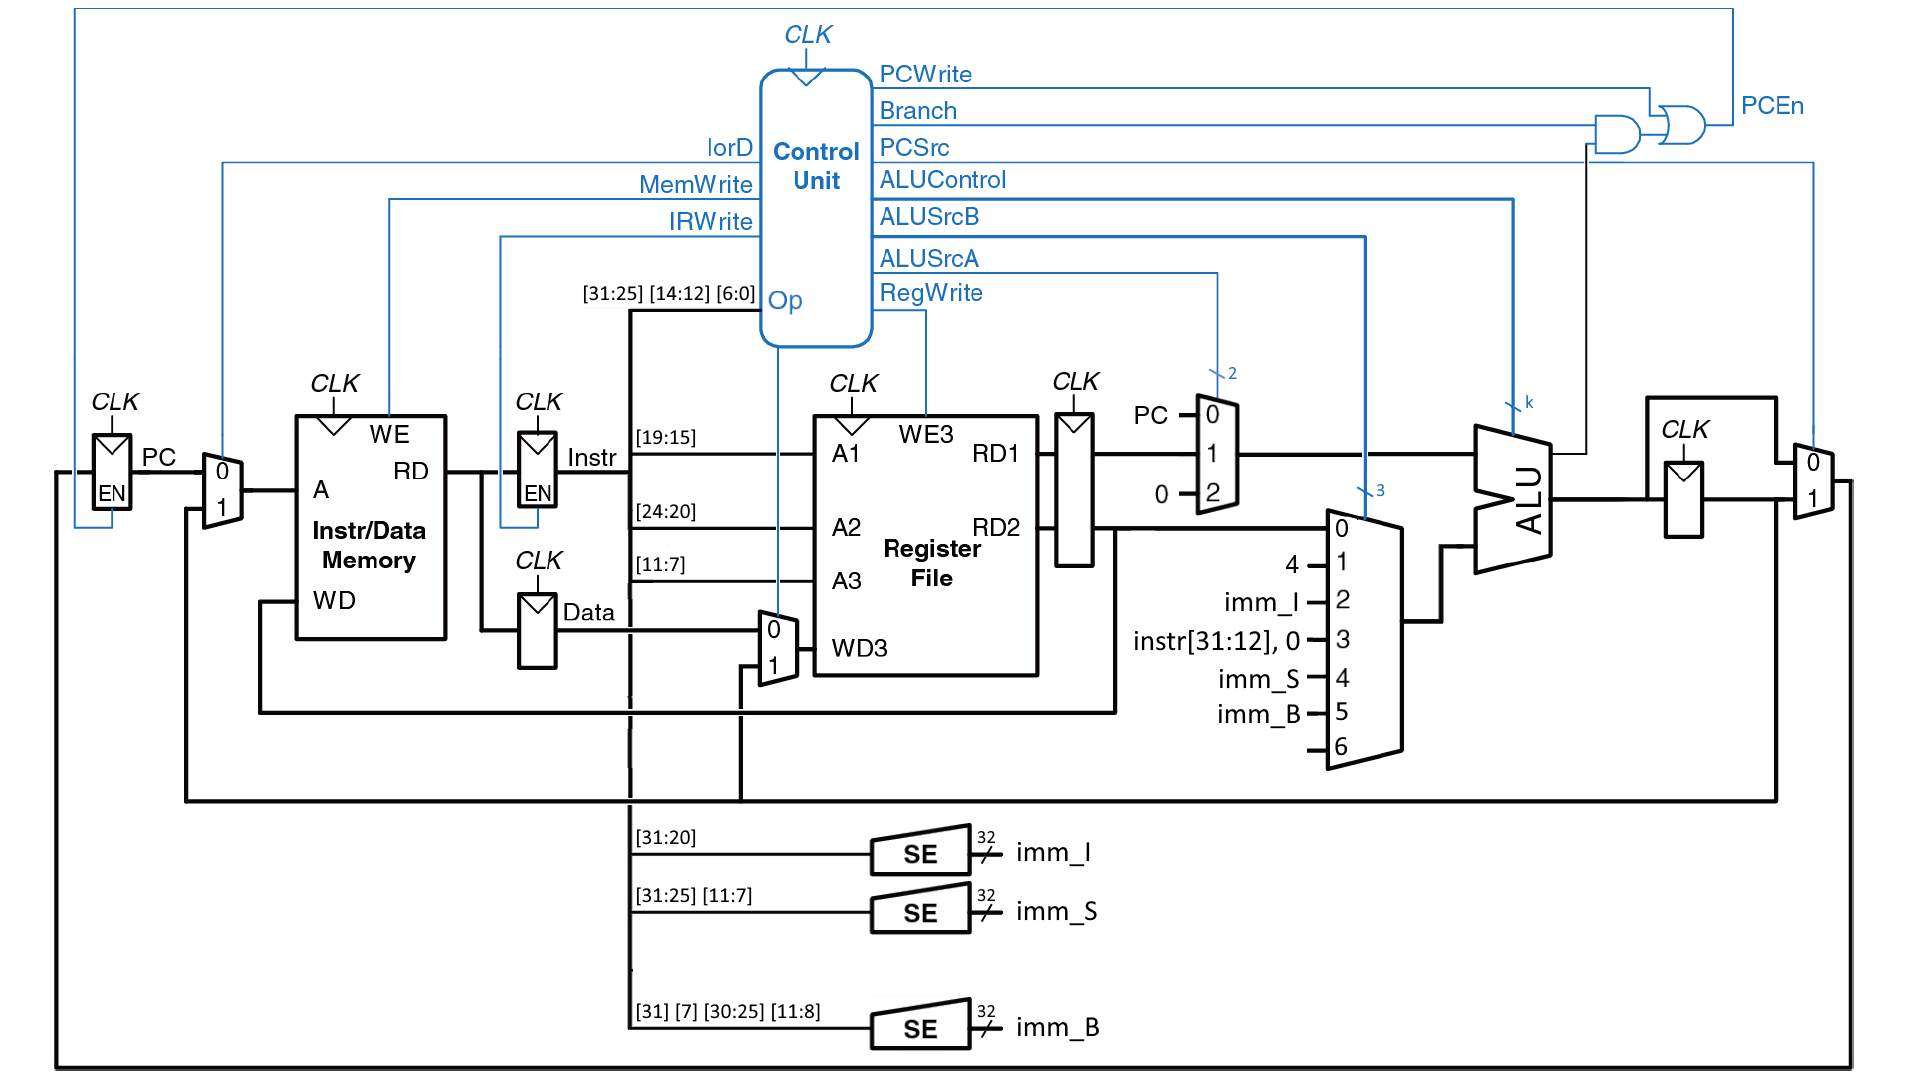 CLK
PCWrite
Branch
PCEn
IorD
Control
Unit
PCSrc
MemWrite
ALUControl
IRWrite
ALUSrcB
ALUSrcA
[31:25] [14:12] [6:0]
Op
RegWrite
2
CLK
CLK
CLK
CLK
CLK
k
PC
0
WE
[19:15]
WE3
CLK
PC
0
RD
Instr
A1
RD1
1
0
EN
A
EN
0
2
3
1
1
[24:20]
A2
RD2
0
ALU
Instr/Data
Memory
Register
File
CLK
[11:7]
A3
4
1
WD
Data
0
imm_I
2
WD3
instr[31:12], 0
3
1
imm_S
4
imm_B
5
6
[31:20]
SE
32
imm_I
[31:25] [11:7]
SE
32
imm_S
[31] [7] [30:25] [11:8]
SE
32
imm_B